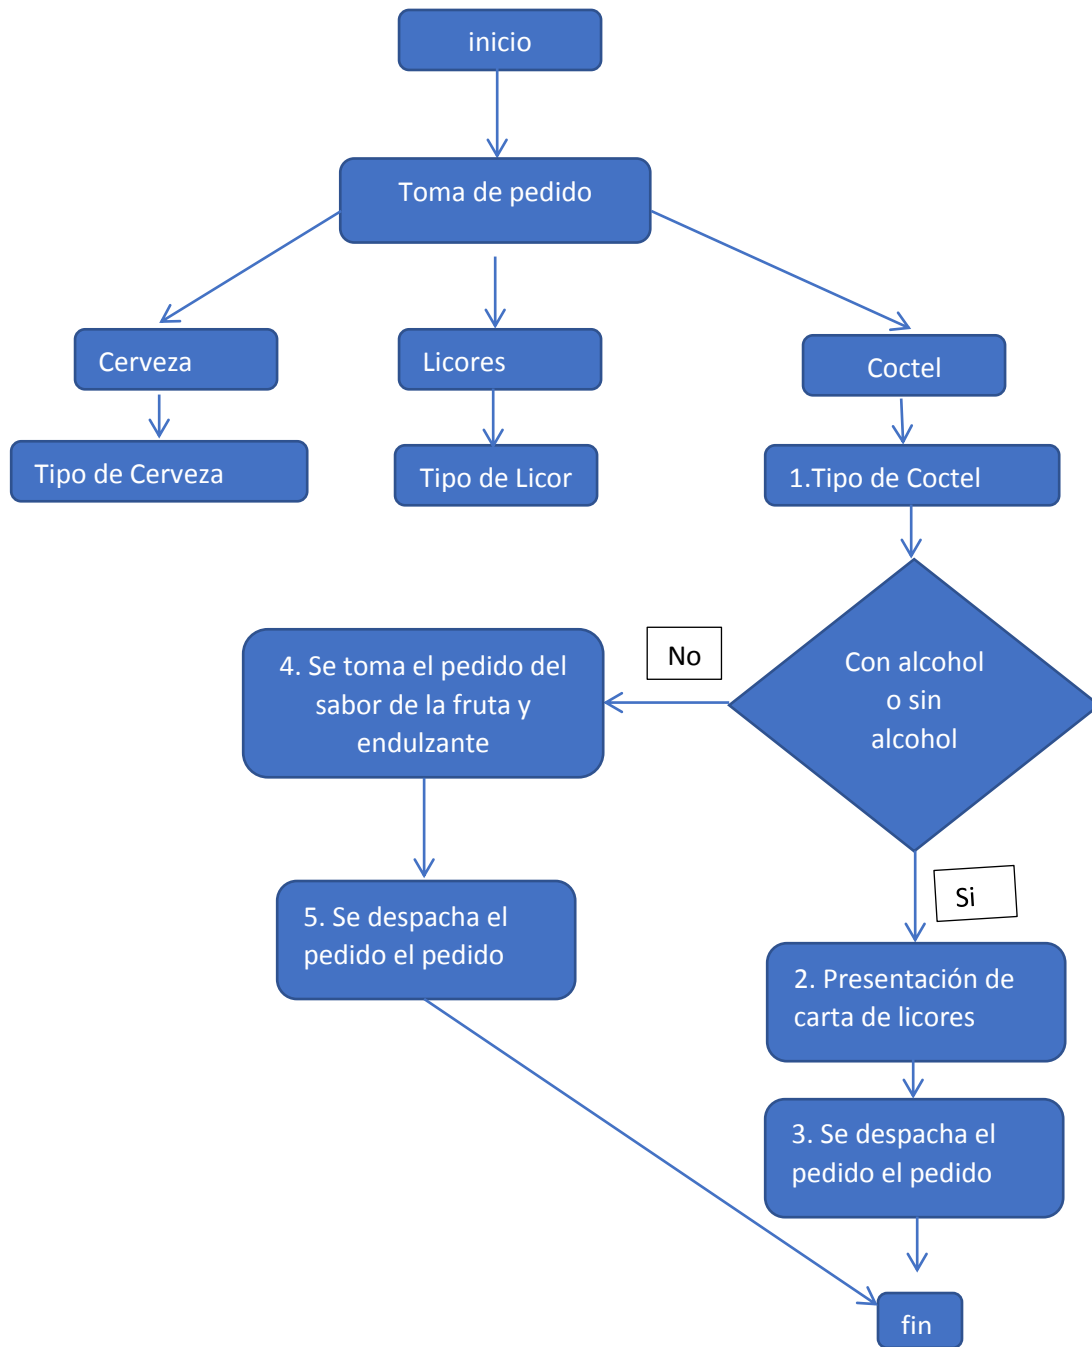 inicio
Toma de pedido
Cerveza
Licores
Coctel
Tipo de Cerveza
Tipo de Licor
1.Tipo de Coctel
Con alcohol
o sin
alcohol
No
4. Se toma el pedido del
sabor de la fruta y
endulzante
Si
5. Se despacha el
pedido el pedido
2. Presentación de
carta de licores
3. Se despacha el
pedido el pedido
fin